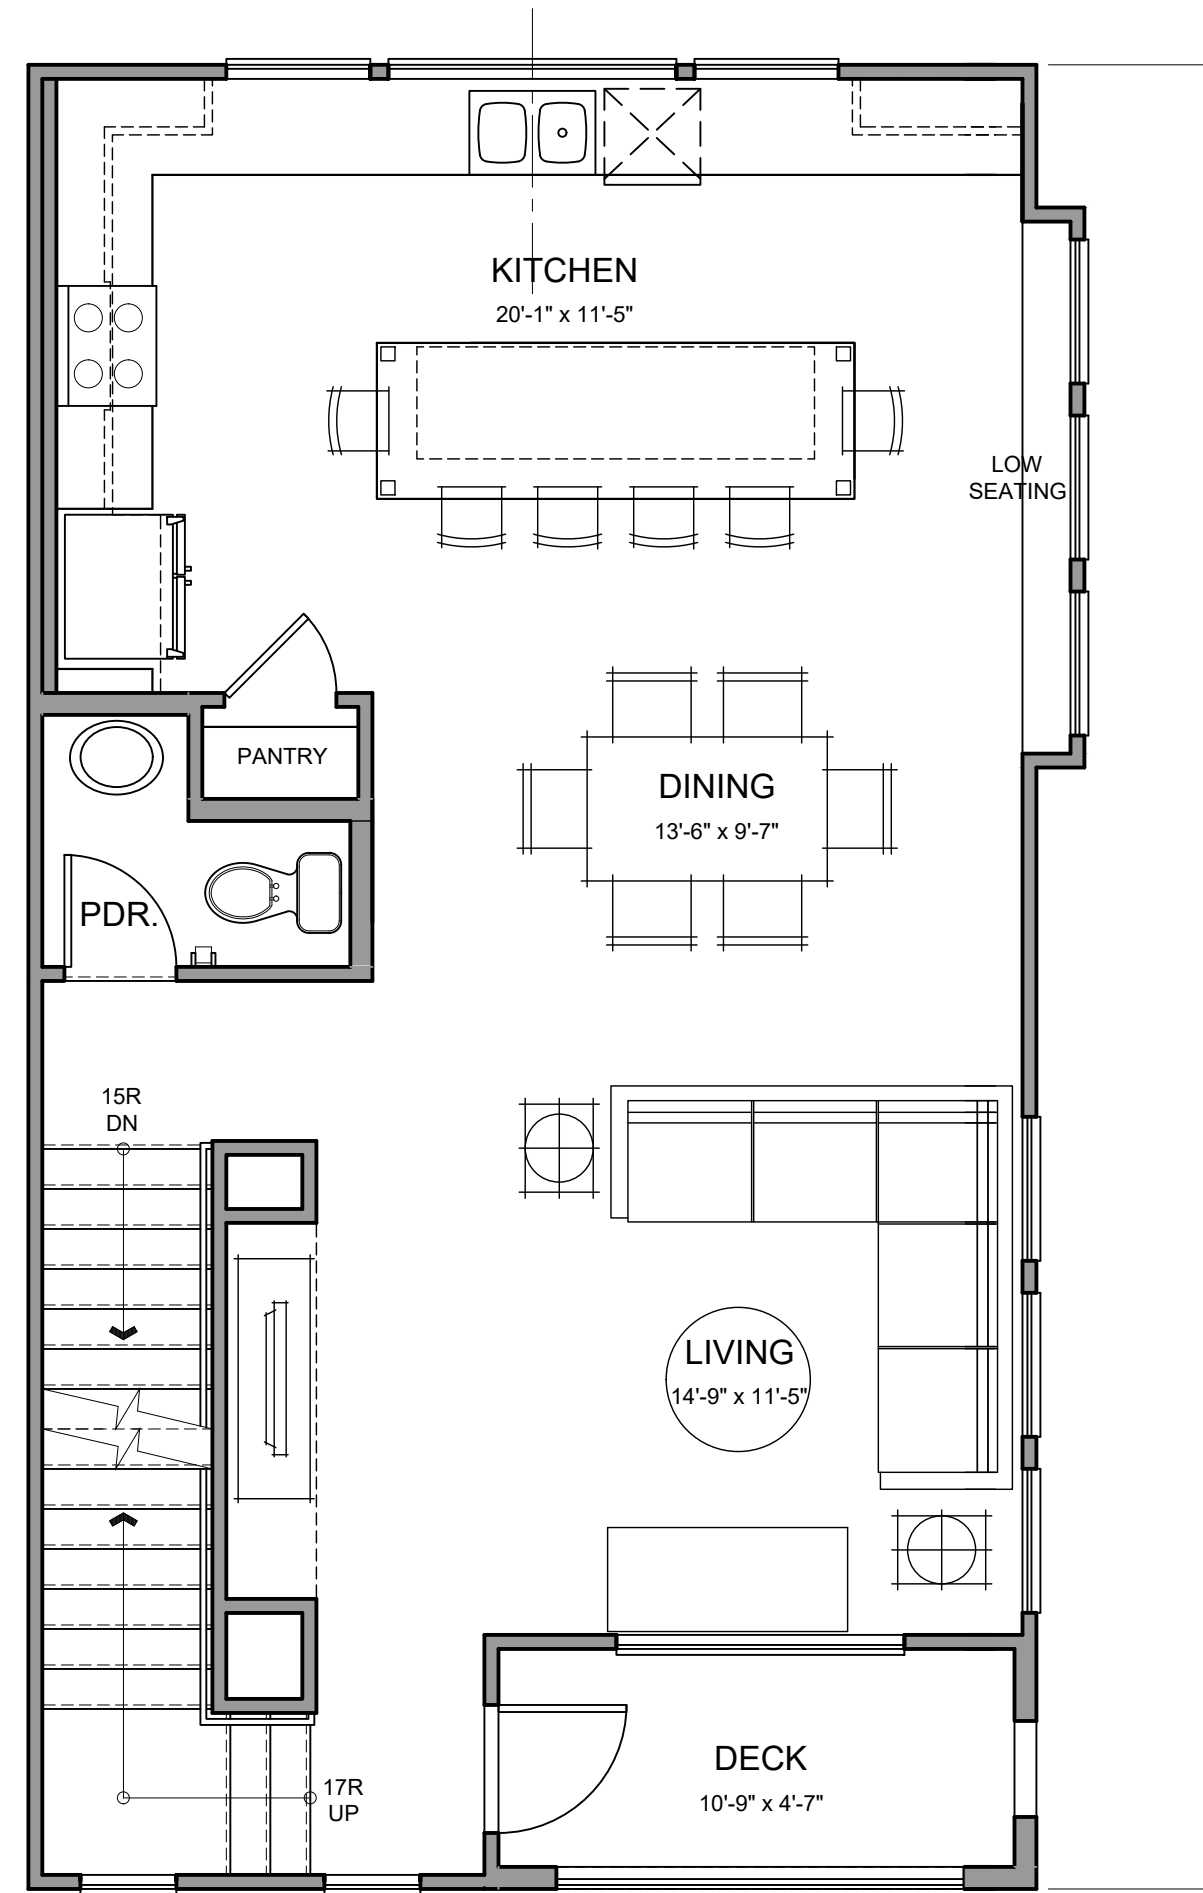 KITCHEN
20'-1" x 11'-5"
LOW
SEATING
PANTRY
DINING
13'-6" x 9'-7"
PDR.
15R
DN
LIVING
14'-9" x 11'-5"
DECK
10'-9" x 4'-7"
17R
UP